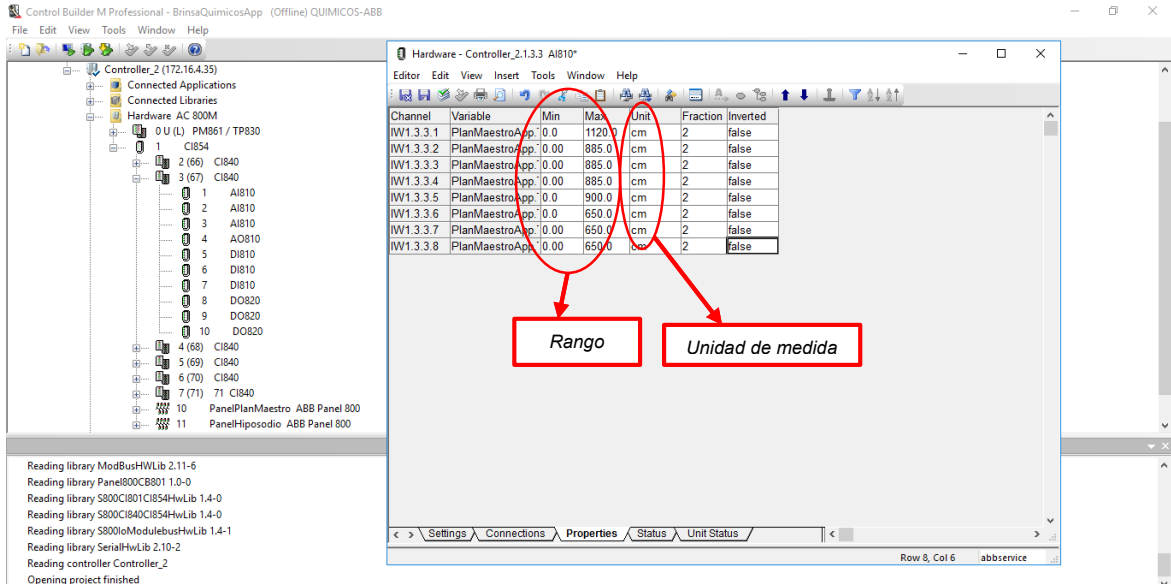 Control Builder M Professional - BrinsaQuimicosApp (Offline) QUIMICOS-ABB
File Edit View Tools Window Help
Controller_2 (172.16.4.35)
Connected Applications
Connected Libraries
Hardware AC 800M
0 U (L) PM861 / TP830
1 CI854
2 (66) CI840
3 (67) CI840
1 AI810
2 AI810
3 AI810
4 AO810
5 DI810
6 DI810
7 DI810
8 DO820
9 DO820
10 DO820
4 (68) CI840
5 (69) CI840
6 (70) CI840
7 (71) 71 CI840
10 PanelPlanMaestro ABB Panel 800
11 PanelHiposodio ABB Panel 800
Hardware - Controller_2.1.3.3 AI810*
Editor Edit View Insert Tools Window Help
Channel Variable Min Max Unit Fraction Inverted
IW1.3.3.1 PlanMaestroApp. 0.0 1120.0 cm 2 false
IW1.3.3.2 PlanMaestroApp. 0.00 885.0 cm 2 false
IW1.3.3.3 PlanMaestroApp. 0.00 885.0 cm 2 false
IW1.3.3.4 PlanMaestroApp. 0.00 885.0 cm 2 false
IW1.3.3.5 PlanMaestroApp. 0.0 900.0 cm 2 false
IW1.3.3.6 PlanMaestroApp. 0.0 650.0 cm 2 false
IW1.3.3.7 PlanMaestroApp. 0.00 650.0 cm 2 false
IW1.3.3.8 PlanMaestroApp. 0.00 650.0 cm 2 false
Rango
Unidad de medida
Settings Connections Properties Status Unit Status
Row 8, Col 6 abbservice
Reading library ModBusHWLib 2.11-6
Reading library Panel800CB801 1.0-0
Reading library S800CI801CI854HwLib 1.4-0
Reading library S800CI840CI854HwLib 1.4-0
Reading library S800IoModulebusHwLib 1.4-1
Reading library SerialHwLib 2.10-2
Reading controller Controller_2
Opening project finished